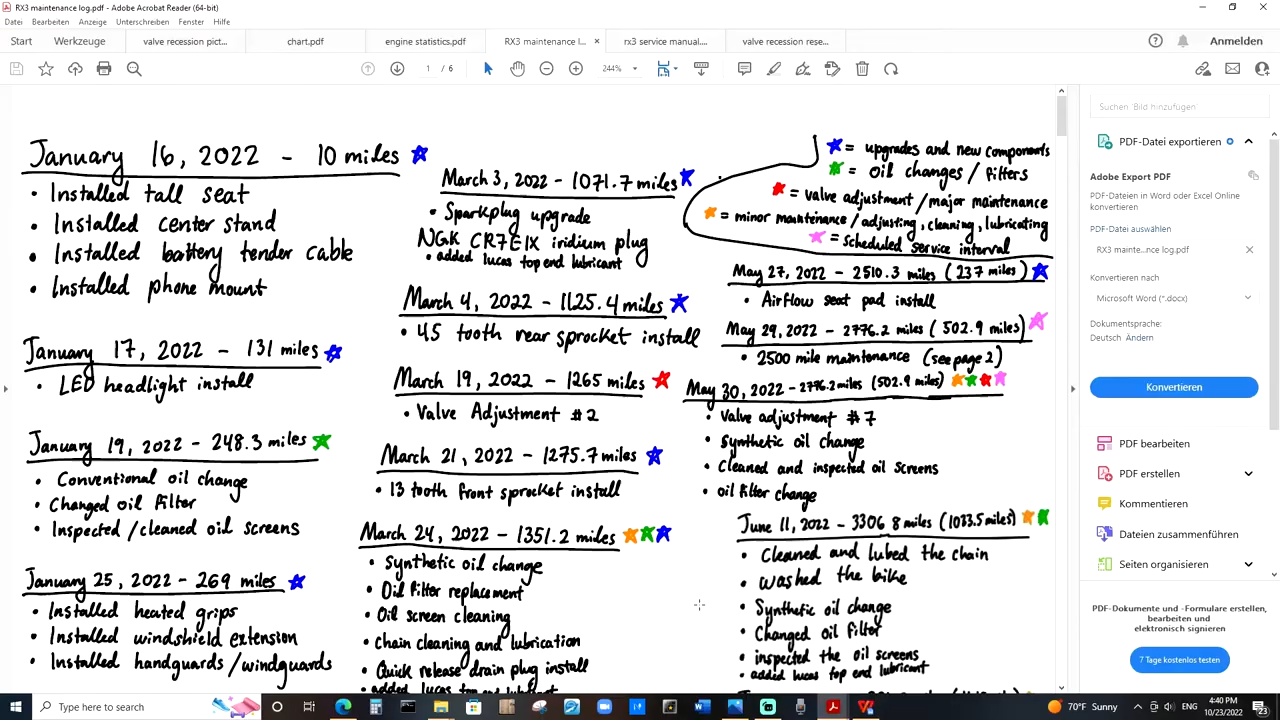 RX3 maintenance log.pdf - Adobe Acrobat Reader (64-bit)
Datei Bearbeiten Anzeige Unterschreiben Fenster Hilfe
Start Werkzeuge valve recession pict... chart.pdf engine statistics.pdf RX3 maintenance l... × rx3 service manual.... valve recession rese... Anmelden
1 / 6 244%
January 16, 2022 - 10 miles
• Installed tall seat
• Installed center stand
• Installed battery tender cable
• Installed phone mount
January 17, 2022 - 131 miles
• LED headlight install
January 19, 2022 - 248.3 miles
• Conventional oil change
• Changed oil filter
• Inspected/cleaned oil screens
January 25, 2022 - 269 miles
• Installed heated grips
• Installed windshield extension
• Installed handguards/windguards
March 3, 2022 - 1071.7 miles
• Sparkplug upgrade
NGK CR7EIX iridium plug
• added lucas top end lubricant
March 4, 2022 - 1125.4 miles
• 45 tooth rear sprocket install
March 19, 2022 - 1265 miles
• Valve Adjustment #2
March 21, 2022 - 1275.7 miles
• 13 tooth front sprocket install
March 24, 2022 - 1351.2 miles
• Synthetic oil change
• Oil filter replacement
• Oil screen cleaning
• Chain cleaning and lubrication
• Quick release drain plug install
• added lucas top end lubricant
= upgrades and new components
= oil changes / filters
= valve adjustment / major maintenance
= minor maintenance / adjusting, cleaning, lubricating
= scheduled service interval
May 27, 2022 - 2510.3 miles (237 miles)
• Airflow seat pad install
May 29, 2022 - 2776.2 miles (502.9 miles)
• 2500 mile maintenance (see page 2)
May 30, 2022 - 2776.2 miles (502.9 miles)
• Valve adjustment #7
• Synthetic oil change
• Cleaned and inspected oil screens
• oil filter change
June 11, 2022 - 3306.8 miles (1033.5 miles)
• Cleaned and lubed the chain
• washed the bike
• Synthetic oil change
• Changed oil filter
• inspected the oil screens
• added lucas top end lubricant
Suchen 'Bild hinzufügen'
PDF-Datei exportieren
Adobe Export PDF
PDF-Dateien in Word oder Excel Online
konvertieren
PDF-Datei auswählen
RX3 mainte...nce log.pdf ×
Konvertieren nach
Microsoft Word (*.docx)
Dokumentsprache:
Deutsch Ändern
Konvertieren
PDF bearbeiten
PDF erstellen
Kommentieren
Dateien zusammenführen
Seiten organisieren
PDF-Dokumente und -Formulare erstellen,
bearbeiten und
elektronisch signieren
7 Tage kostenlos testen
Type here to search
70°F Sunny
4:40 PM
10/23/2022